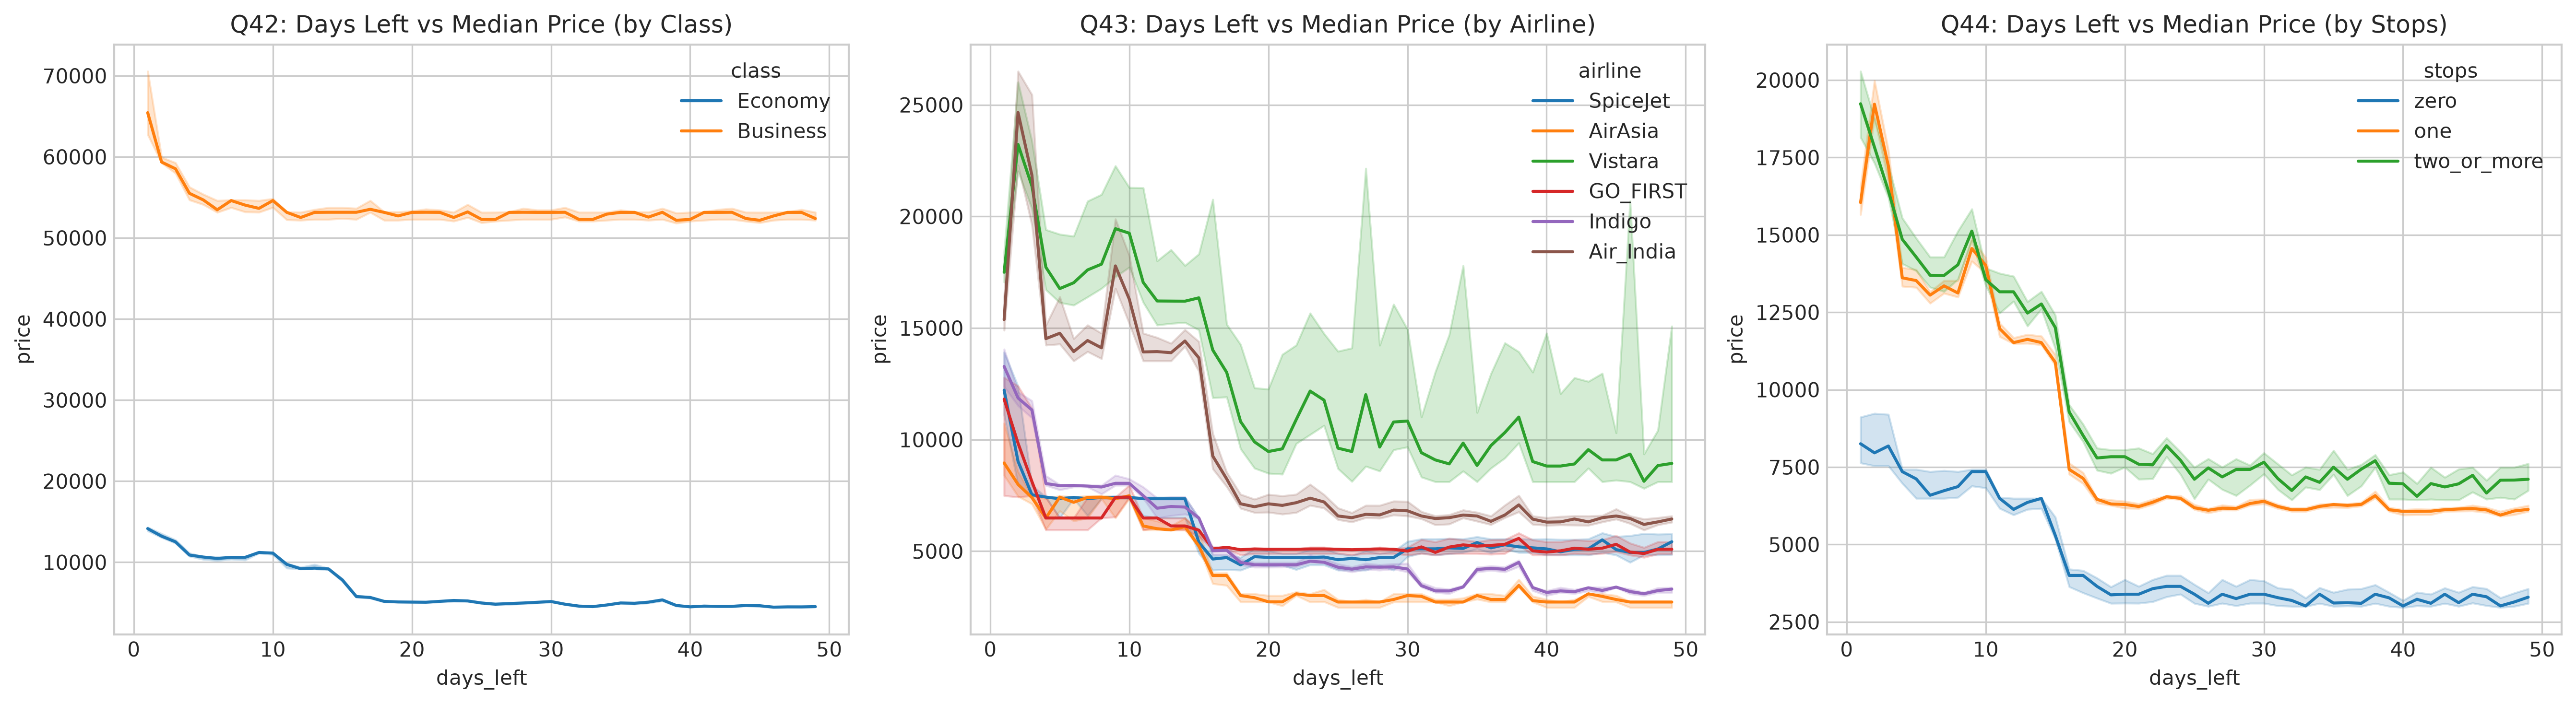 Q42: Days Left vs Median Price (by Class)
price
70000
60000
50000
40000
30000
20000
10000
class
Economy
Business
0 10 20 30 40 50
days_left
Q43: Days Left vs Median Price (by Airline)
price
25000
20000
15000
10000
5000
airline
SpiceJet
AirAsia
Vistara
GO_FIRST
Indigo
Air_India
0 10 20 30 40 50
days_left
Q44: Days Left vs Median Price (by Stops)
price
20000
17500
15000
12500
10000
7500
5000
2500
stops
zero
one
two_or_more
0 10 20 30 40 50
days_left